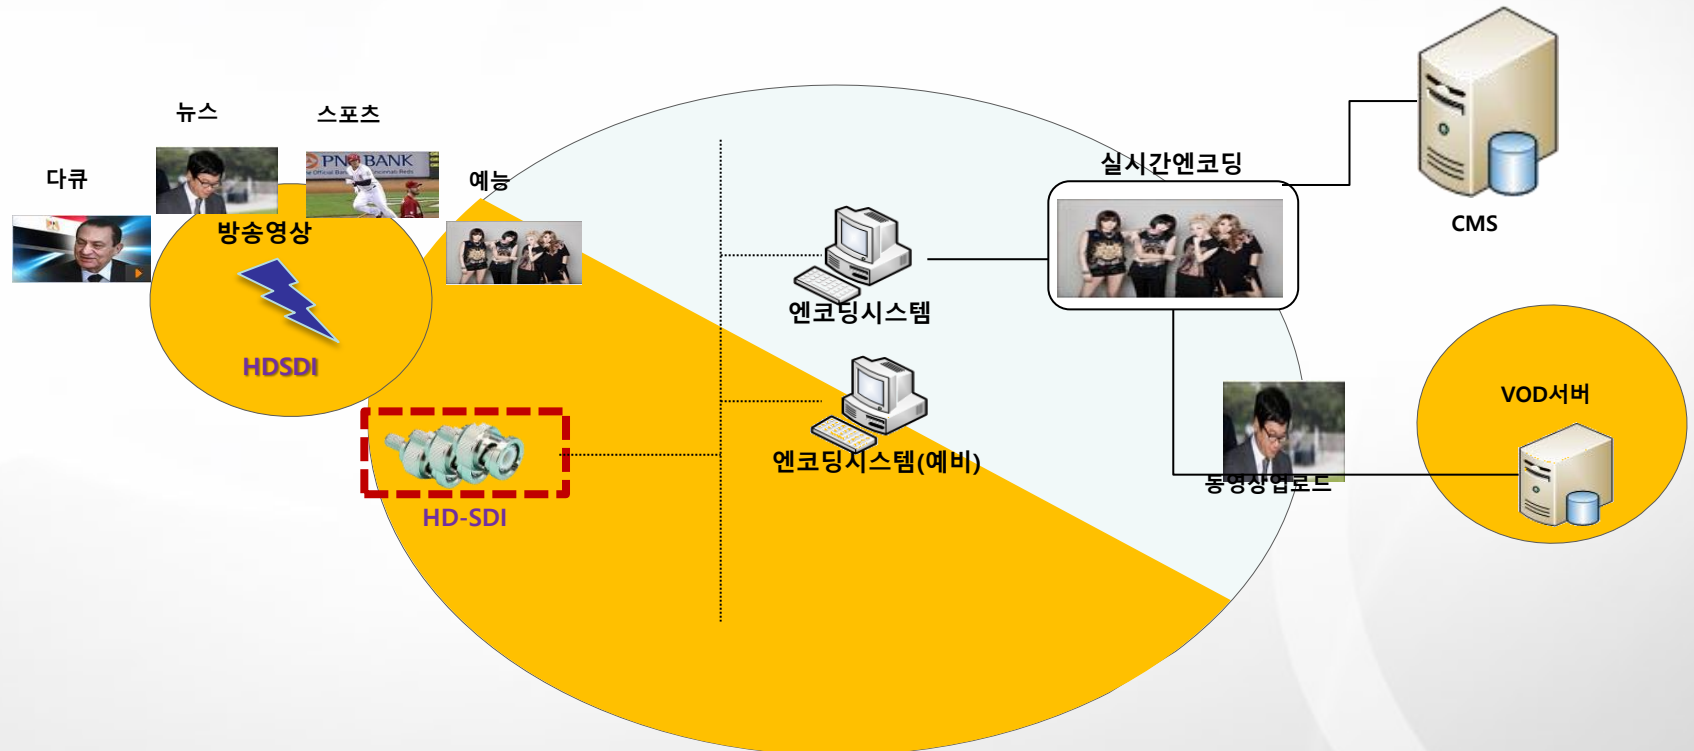 뉴스
스포츠
다큐
PNC BANK
예능
방송영상
HDSDI
HD-SDI
엔코딩시스템
엔코딩시스템(예비)
실시간엔코딩
CMS
VOD서버
동영상업로드